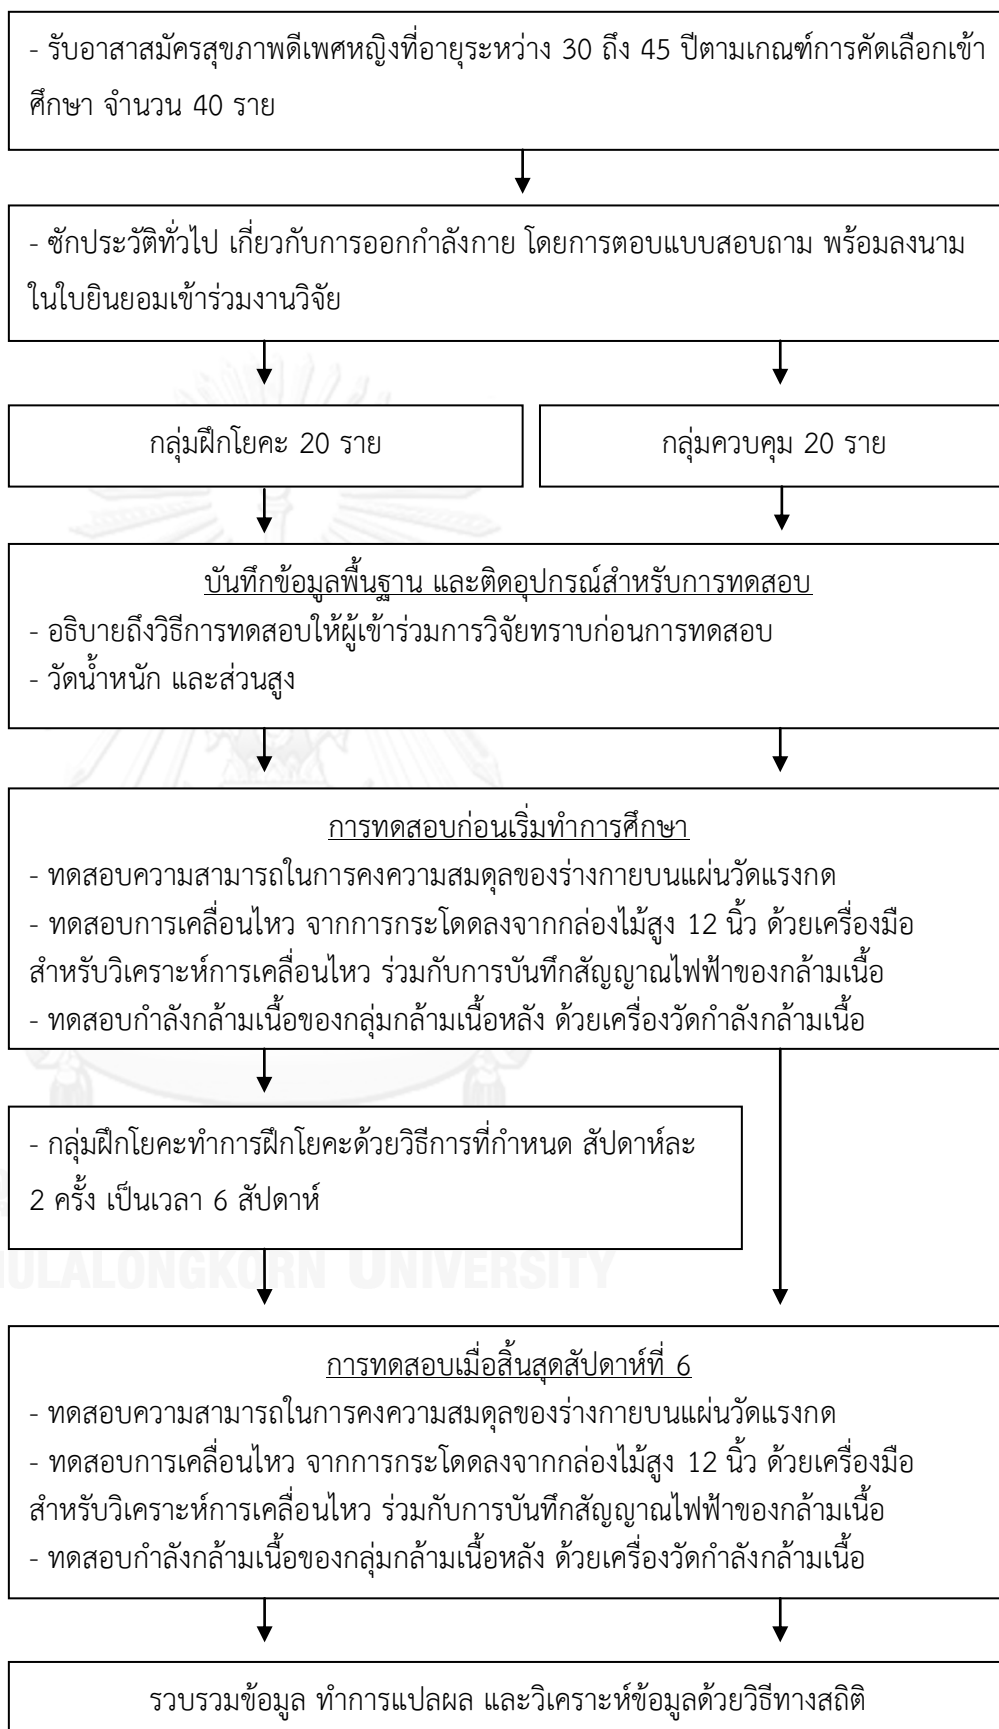 - รับอาสาสมัครสุขภาพดีเพศหญิงที่อายุระหว่าง 30 ถึง 45 ปีตามเกณฑ์การคัดเลือกเข้า
ศึกษา จำนวน 40 ราย
- ซักประวัติทั่วไป เกี่ยวกับการออกกำลังกาย โดยการตอบแบบสอบถาม พร้อมลงนาม
ในใบยินยอมเข้าร่วมงานวิจัย
กลุ่มฝึกโยคะ 20 ราย
กลุ่มควบคุม 20 ราย
บันทึกข้อมูลพื้นฐาน และติดอุปกรณ์สำหรับการทดสอบ
- อธิบายถึงวิธีการทดสอบให้ผู้เข้าร่วมการวิจัยทราบก่อนการทดสอบ
- วัดน้ำหนัก และส่วนสูง
การทดสอบก่อนเริ่มทำการศึกษา
- ทดสอบความสามารถในการคงความสมดุลของร่างกายบนแผ่นวัดแรงกด
- ทดสอบการเคลื่อนไหว จากการกระโดดลงจากกล่องไม้สูง 12 นิ้ว ด้วยเครื่องมือ
สำหรับวิเคราะห์การเคลื่อนไหว ร่วมกับการบันทึกสัญญาณไฟฟ้าของกล้ามเนื้อ
- ทดสอบกำลังกล้ามเนื้อของกลุ่มกล้ามเนื้อหลัง ด้วยเครื่องวัดกำลังกล้ามเนื้อ
- กลุ่มฝึกโยคะทำการฝึกโยคะด้วยวิธีการที่กำหนด สัปดาห์ละ
2 ครั้ง เป็นเวลา 6 สัปดาห์
HULALONGKORN UNIVERSITY
การทดสอบเมื่อสิ้นสุดสัปดาห์ที่ 6
- ทดสอบความสามารถในการคงความสมดุลของร่างกายบนแผ่นวัดแรงกด
- ทดสอบการเคลื่อนไหว จากการกระโดดลงจากกล่องไม้สูง 12 นิ้ว ด้วยเครื่องมือ
สำหรับวิเคราะห์การเคลื่อนไหว ร่วมกับการบันทึกสัญญาณไฟฟ้าของกล้ามเนื้อ
- ทดสอบกำลังกล้ามเนื้อของกลุ่มกล้ามเนื้อหลัง ด้วยเครื่องวัดกำลังกล้ามเนื้อ
รวบรวมข้อมูล ทำการแปลผล และวิเคราะห์ข้อมูลด้วยวิธีทางสถิติ